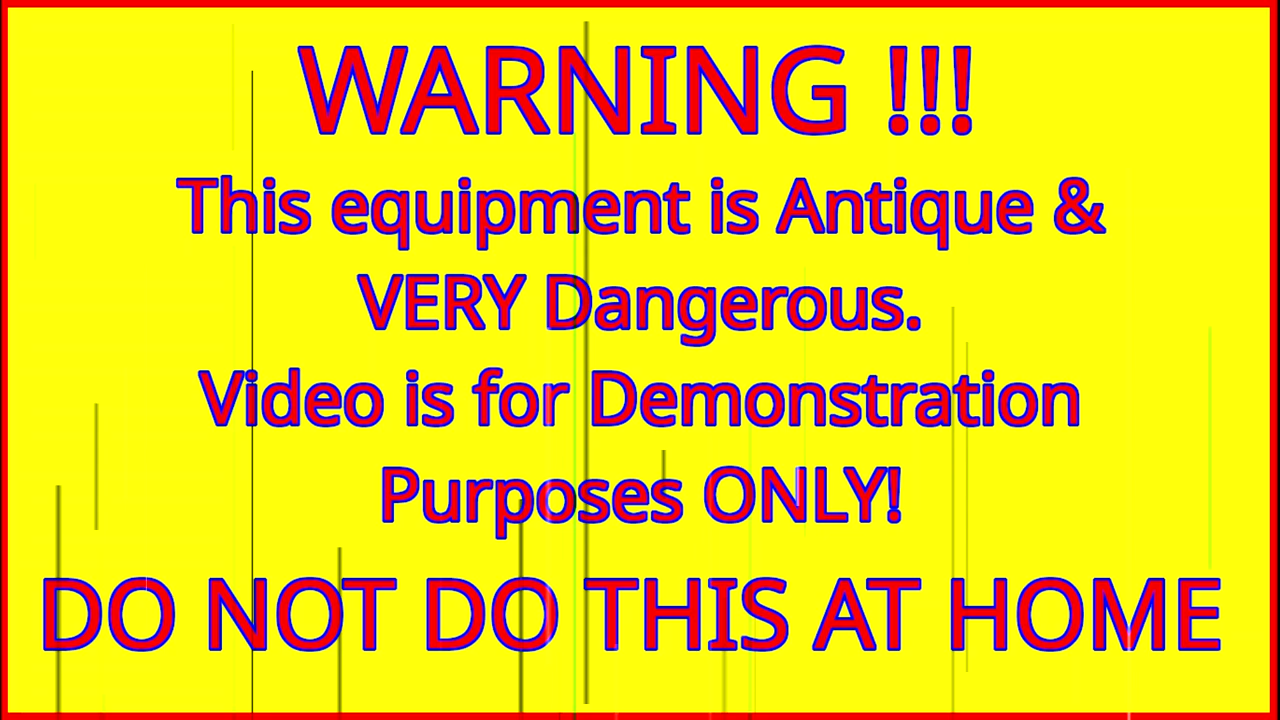 WARNING !!!
This equipment is Antique &
VERY Dangerous.
Video is for Demonstration
Purposes ONLY!
DO NOT DO THIS AT HOME